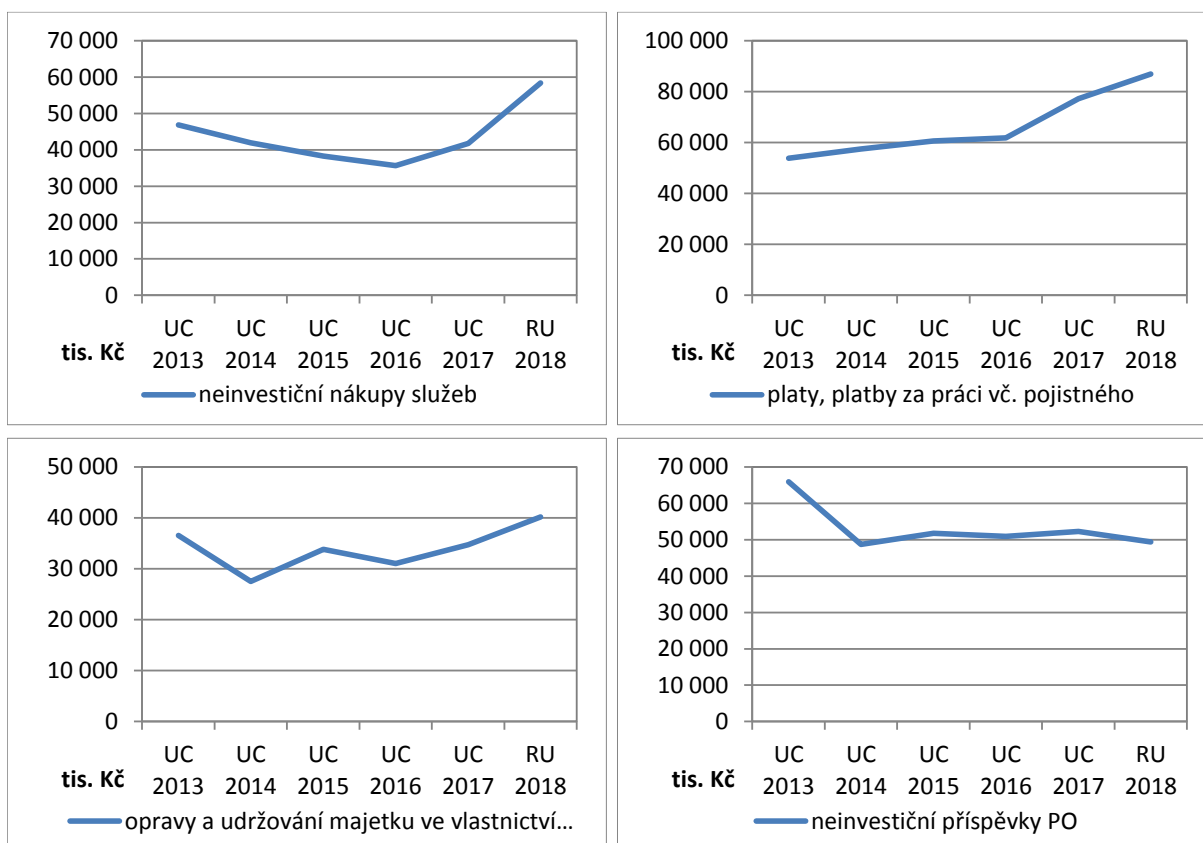 70 000
60 000
50 000
40 000
30 000
20 000
10 000
0
UC UC UC UC UC RU
tis. Kč 2013 2014 2015 2016 2017 2018
neinvestiční nákupy služeb
100 000
80 000
60 000
40 000
20 000
0
UC UC UC UC UC RU
tis. Kč 2013 2014 2015 2016 2017 2018
platy, platby za práci vč. pojistného
50 000
40 000
30 000
20 000
10 000
0
UC UC UC UC UC RU
tis. Kč 2013 2014 2015 2016 2017 2018
opravy a udržování majetku ve vlastnictví...
70 000
60 000
50 000
40 000
30 000
20 000
10 000
0
UC UC UC UC UC RU
tis. Kč 2013 2014 2015 2016 2017 2018
neinvestiční příspěvky PO